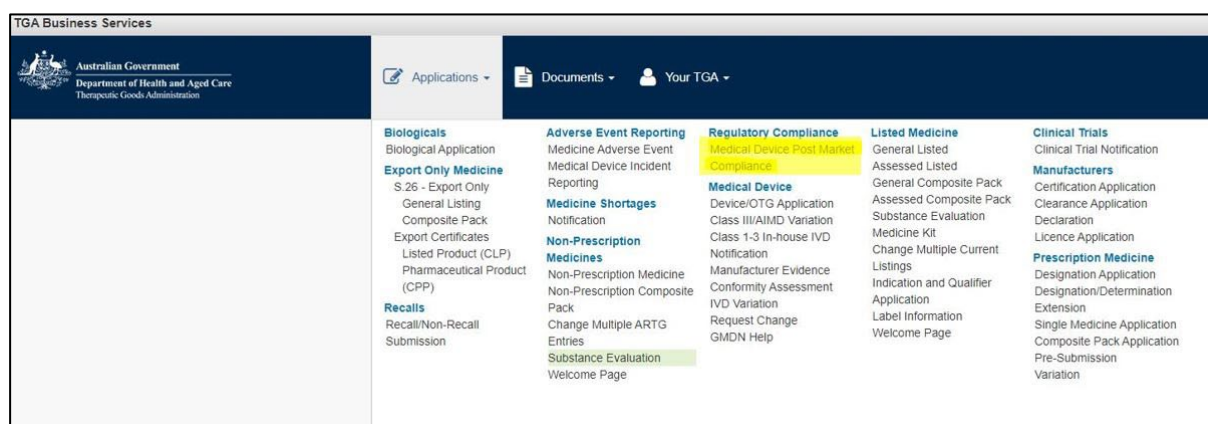 TGA Business Services
Australian Government
Department of Health and Aged Care
Therapeutic Goods Administration
Applications
Documents
Your TGA
Biologicals
Biological Application
Export Only Medicine
S.26 - Export Only
General Listing
Composite Pack
Export Certificates
Listed Product (CLP)
Pharmaceutical Product
(CPP)
Recalls
Recall/Non-Recall
Submission
Adverse Event Reporting
Medicine Adverse Event
Medical Device Incident
Reporting
Medicine Shortages
Notification
Non-Prescription
Medicines
Non-Prescription Medicine
Non-Prescription Composite
Pack
Change Multiple ARTG
Entries
Substance Evaluation
Welcome Page
Regulatory Compliance
Medical Device Post Market
Compliance
Medical Device
Device/OTG Application
Class III/AIMD Variation
Class 1-3 In-house IVD
Notification
Manufacturer Evidence
Conformity Assessment
IVD Variation
Request Change
GMDN Help
Listed Medicine
General Listed
Assessed Listed
General Composite Pack
Assessed Composite Pack
Substance Evaluation
Medicine Kit
Change Multiple Current
Listings
Indication and Qualifier
Application
Label Information
Welcome Page
Clinical Trials
Clinical Trial Notification
Manufacturers
Certification Application
Clearance Application
Declaration
Licence Application
Prescription Medicine
Designation Application
Designation/Determination
Extension
Single Medicine Application
Composite Pack Application
Pre-Submission
Variation